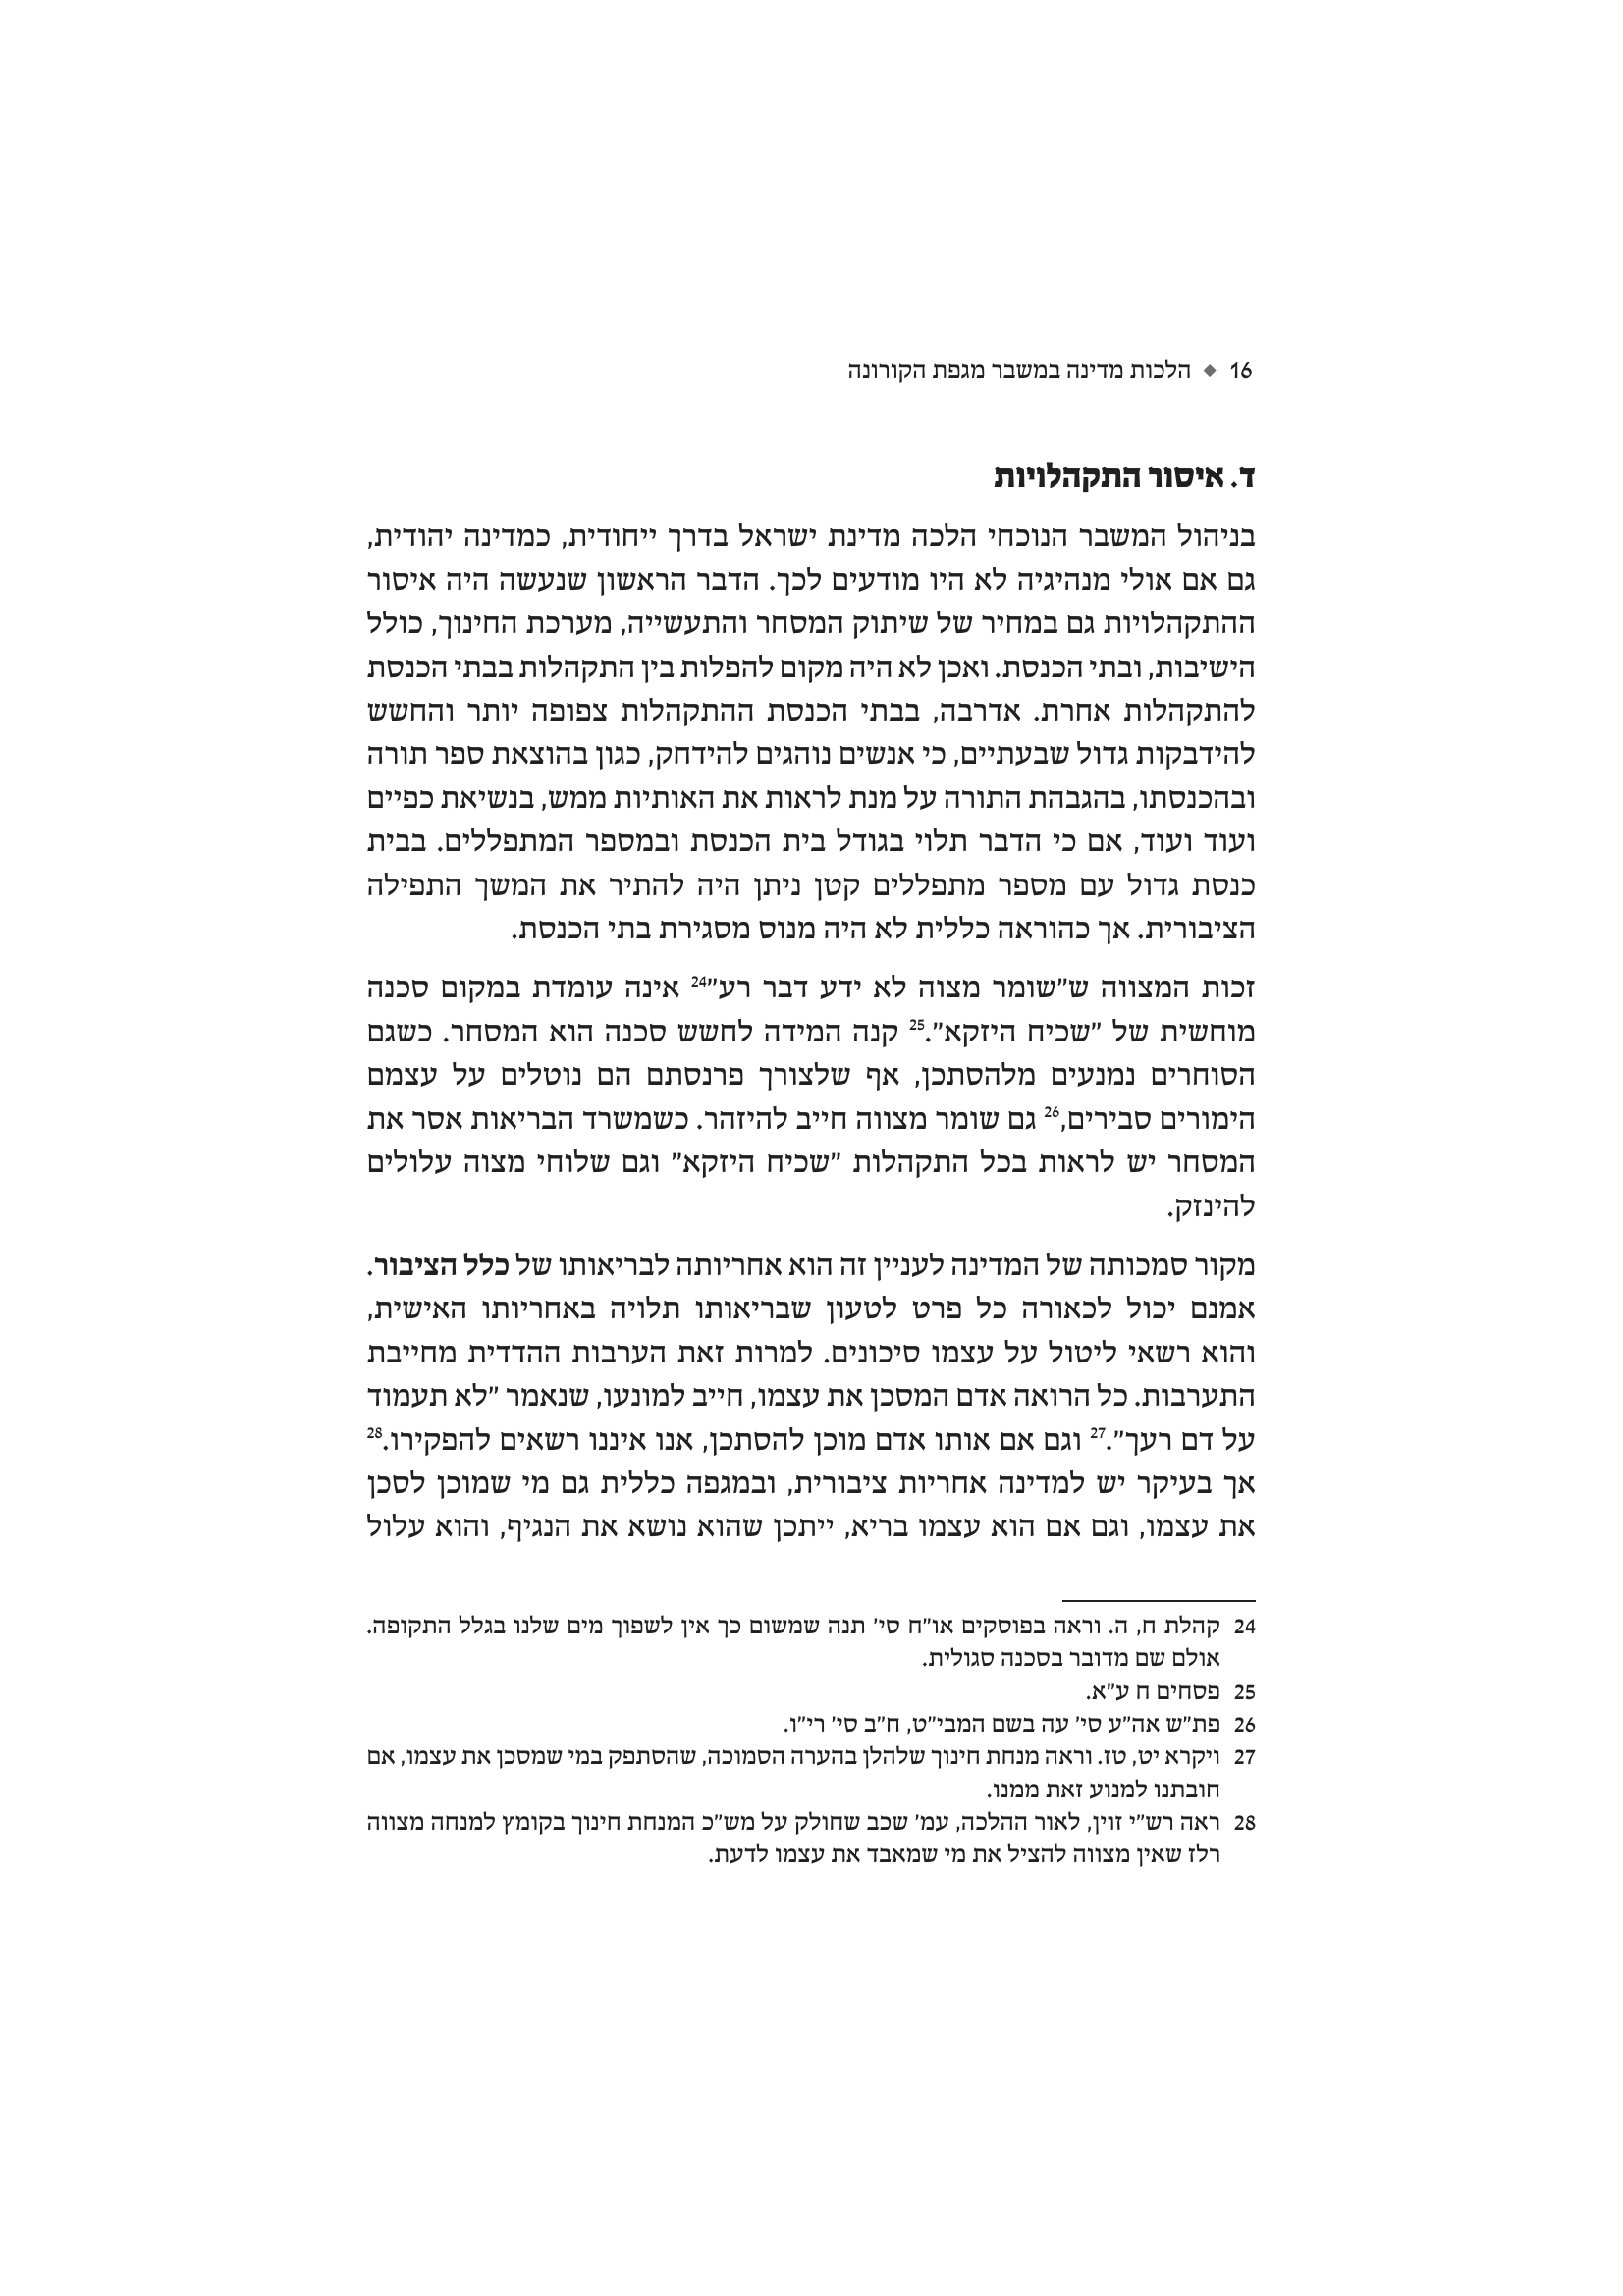 16 ◆ הלכות מדינה במשבר מגפת הקורונה
ד. איסור התקהלויות
בניהול המשבר הנוכחי הלכה מדינת ישראל בדרך ייחודית, כמדינה יהודית,
גם אם אולי מנהיגיה לא היו מודעים לכך. הדבר הראשון שנעשה היה איסור
ההתקהלויות גם במחיר של שיתוק המסחר והתעשייה, מערכת החינוך, כולל
הישיבות, ובתי הכנסת. ואכן לא היה מקום להפלות בין התקהלות בבתי הכנסת
להתקהלות אחרת. אדרבה, בבתי הכנסת ההתקהלות צפופה יותר והחשש
להידבקות גדול שבעתיים, כי אנשים נוהגים להידחק, כגון בהוצאת ספר תורה
ובהכנסתו, בהגבהת התורה על מנת לראות את האותיות ממש, בנשיאת כפיים
ועוד ועוד, אם כי הדבר תלוי בגודל בית הכנסת ובמספר המתפללים. בבית
כנסת גדול עם מספר מתפללים קטן ניתן היה להתיר את המשך התפילה
הציבורית. אך כהוראה כללית לא היה מנוס מסגירת בתי הכנסת.
זכות המצווה ש"שומר מצוה לא ידע דבר רע"24 אינה עומדת במקום סכנה
מוחשית של "שכיח היזקא".25 קנה המידה לחשש סכנה הוא המסחר. כשגם
הסוחרים נמנעים מלהסתכן, אף שלצורך פרנסתם הם נוטלים על עצמם
הימורים סבירים,26 גם שומר מצווה חייב להיזהר. כשמשרד הבריאות אסר את
המסחר יש לראות בכל התקהלות "שכיח היזקא" וגם שלוחי מצוה עלולים
להינזק.
מקור סמכותה של המדינה לעניין זה הוא אחריותה לבריאותו של כלל הציבור.
אמנם יכול לכאורה כל פרט לטעון שבריאותו תלויה באחריותו האישית,
והוא רשאי ליטול על עצמו סיכונים. למרות זאת הערבות ההדדית מחייבת
התערבות. כל הרואה אדם המסכן את עצמו, חייב למונעו, שנאמר "לא תעמוד
על דם רעך".27 וגם אם אותו אדם מוכן להסתכן, אנו איננו רשאים להפקירו.28
אך בעיקר יש למדינה אחריות ציבורית, ובמגפה כללית גם מי שמוכן לסכן
את עצמו, וגם אם הוא עצמו בריא, ייתכן שהוא נושא את הנגיף, והוא עלול
24 קהלת ח, ה. וראה בפוסקים או"ח סי' תנה שמשום כך אין לשפוך מים שלנו בגלל התקופה.
אולם שם מדובר בסכנה סגולית.
25 פסחים ח ע"א.
26 פת"ש אה"ע סי' עה בשם המבי"ט, ח"ב סי' רי"ו.
27 ויקרא יט, טז. וראה מנחת חינוך שלהלן בהערה הסמוכה, שהסתפק במי שמסכן את עצמו, אם
חובתנו למנוע זאת ממנו.
28 ראה רש"י זוין, לאור ההלכה, עמ' שכב שחולק על מש"כ המנחת חינוך בקומץ למנחה מצווה
רלז שאין מצווה להציל את מי שמאבד את עצמו לדעת.